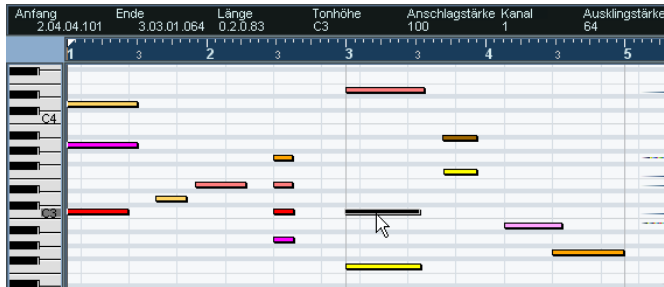 Anfang Ende Länge Tonhöhe Anschlagstärke Kanal Ausklingstärke
2.04.04.101 3.03.01.064 0.2.0.83 C3 100 1 64
1 3 2 3 3 3 4 3 5
C4
C3